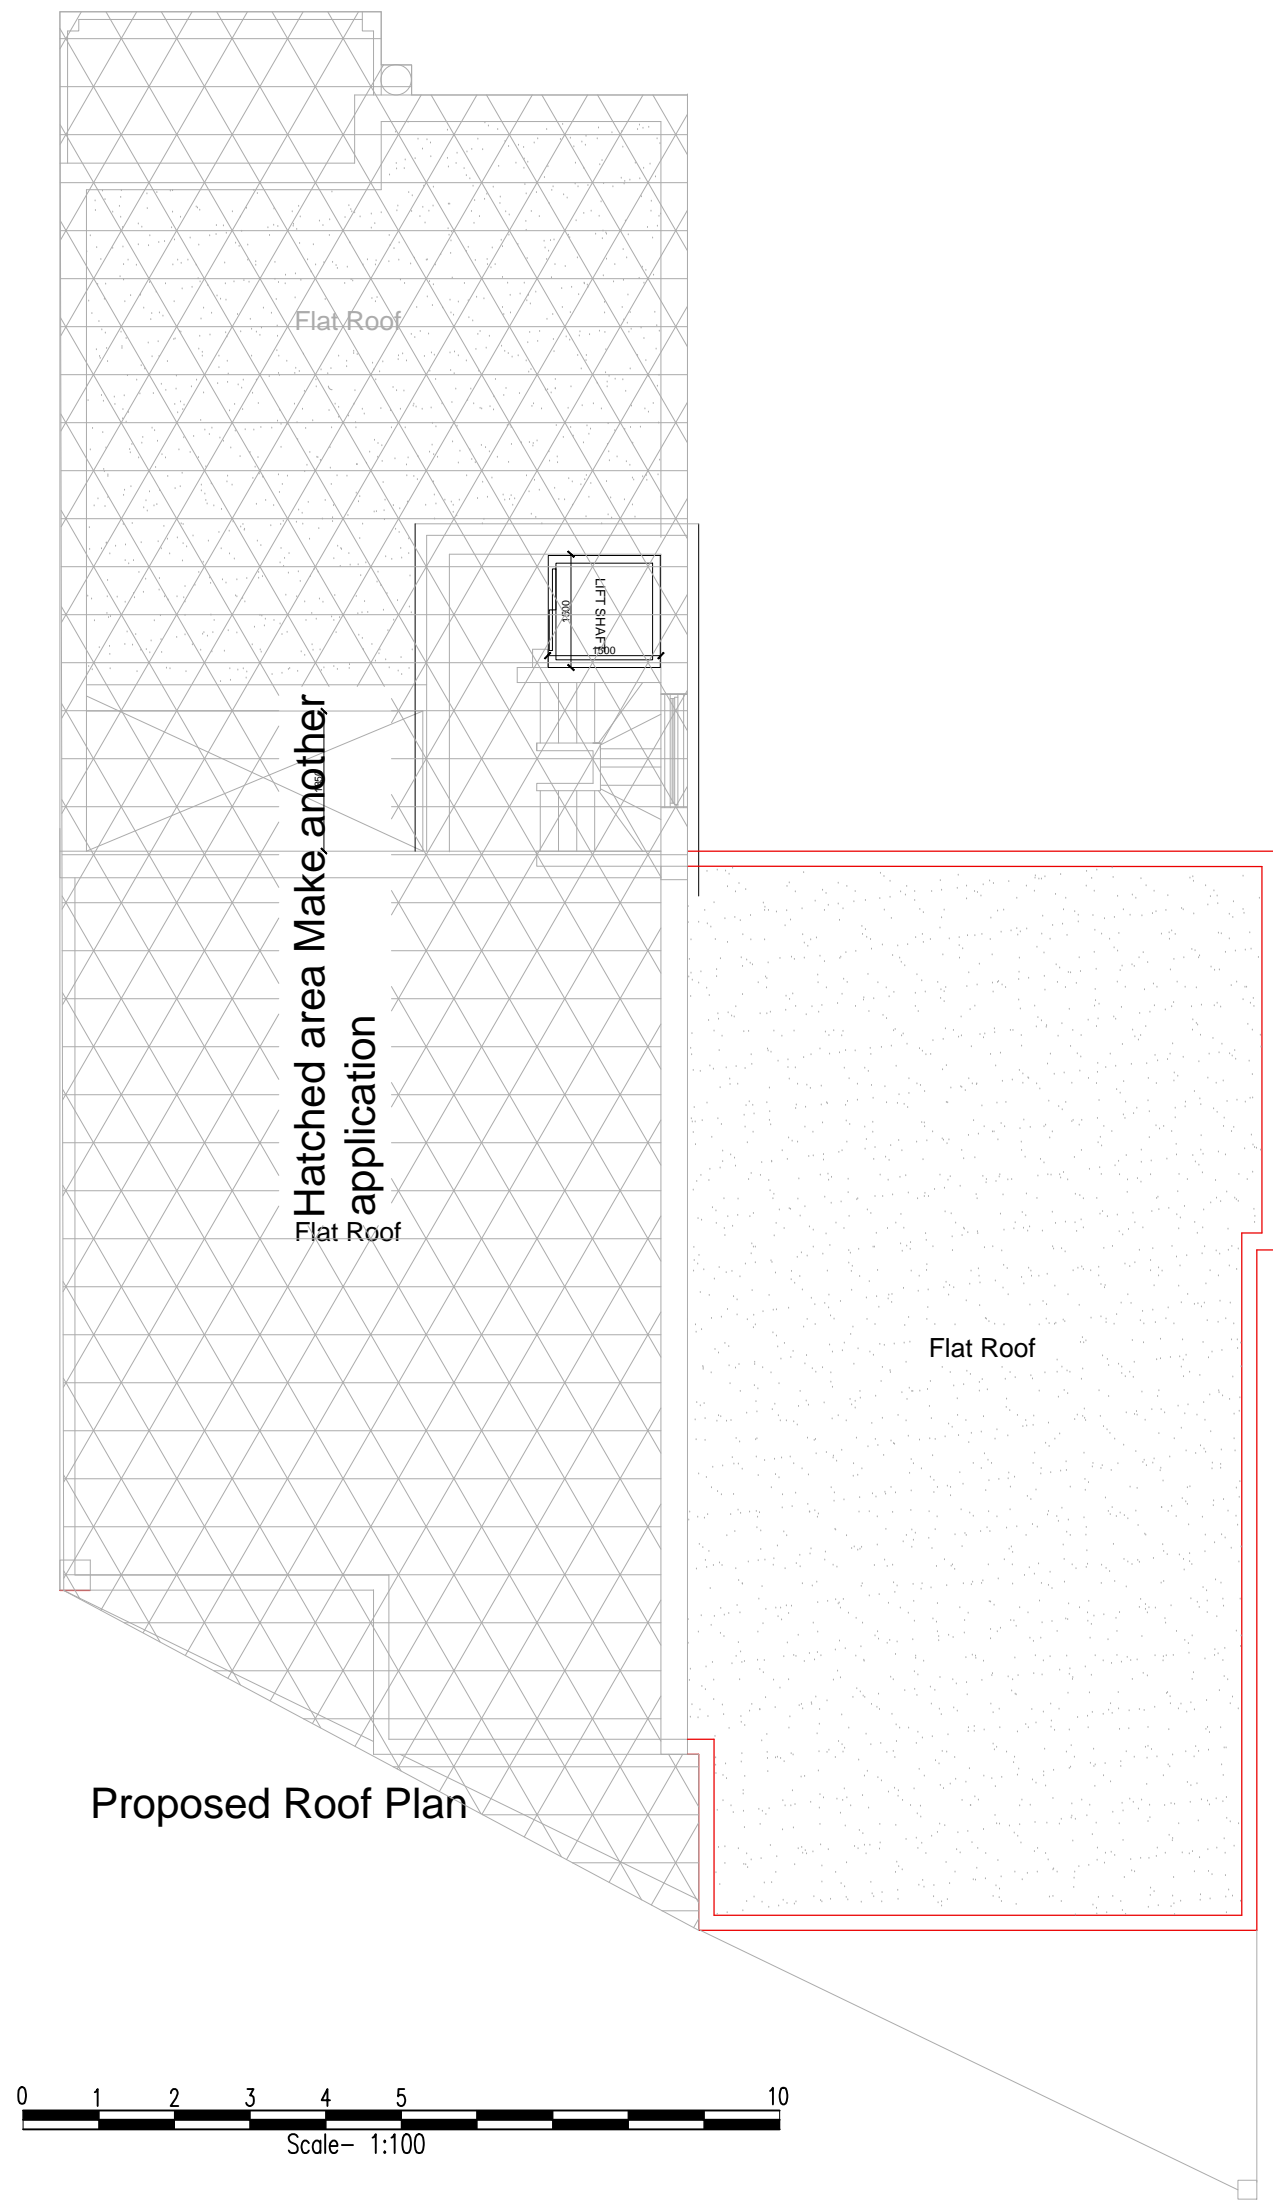 Flat Roof
LIFT SHAFT
1500
Hatched area Make another
application
Flat Roof
Flat Roof
Proposed Roof Plan
0 1 2 3 4 5 10
Scale- 1:100